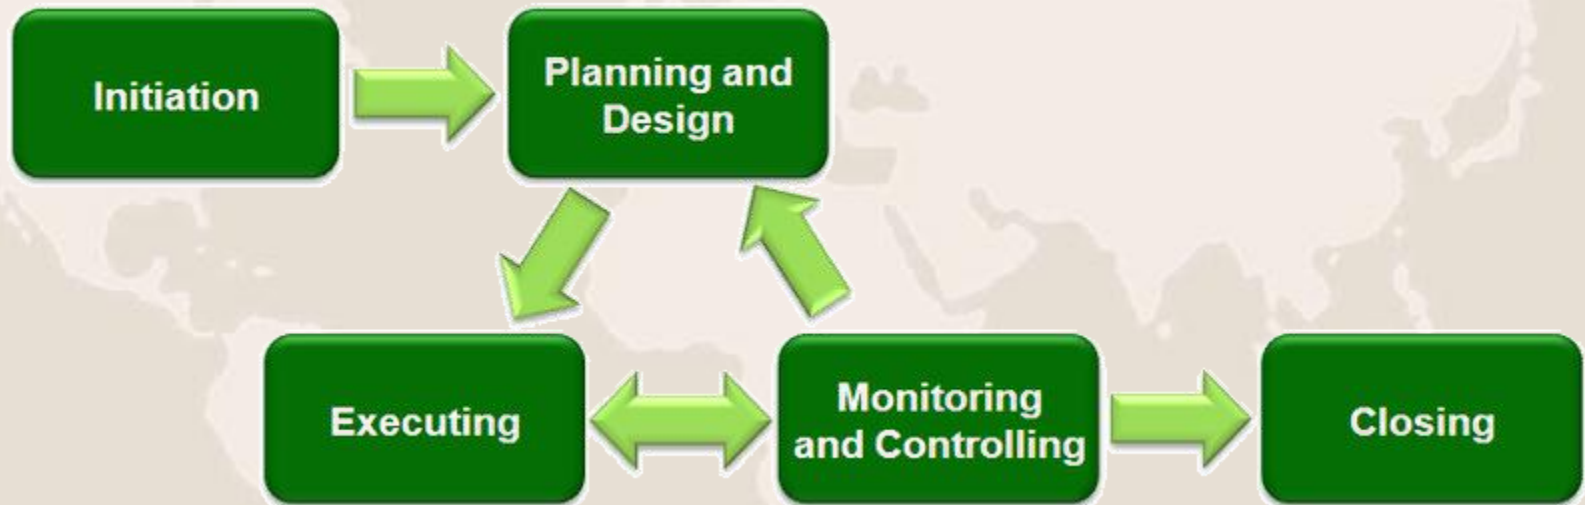 Initiation
Planning and
Design
Executing
Monitoring
and Controlling
Closing